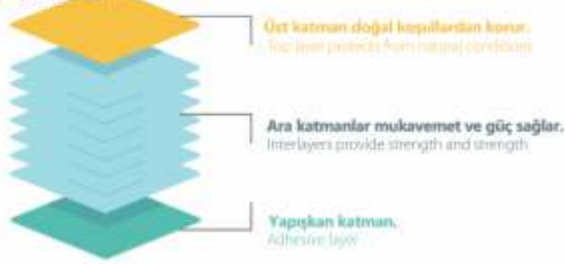 Üst katman doğal koşullardan korur.
Top layer protects from natural conditions
Ara katmanlar mukavemet ve güç sağlar.
Interlayers provide strength and strength
Yapışkan katman.
Adhesive layer